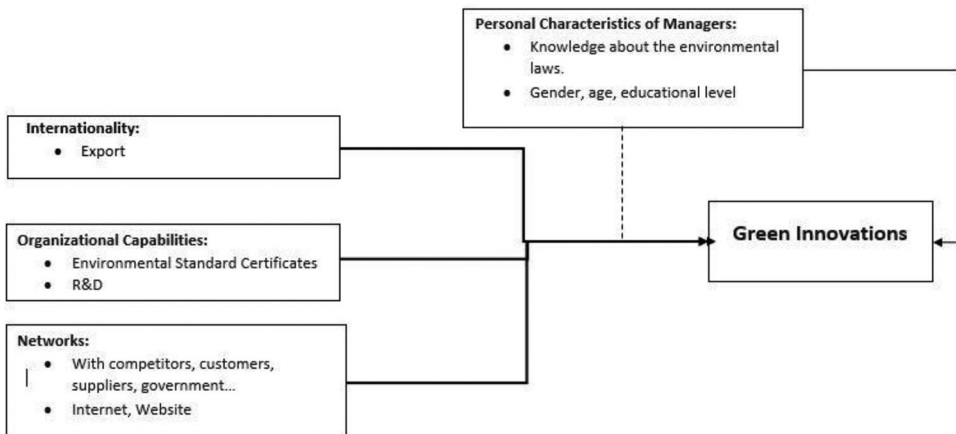 Personal Characteristics of Managers:
• Knowledge about the environmental
laws.
• Gender, age, educational level
Internationality:
• Export
Organizational Capabilities:
• Environmental Standard Certificates
• R&D
Networks:
• With competitors, customers,
suppliers, government...
• Internet, Website
Green Innovations